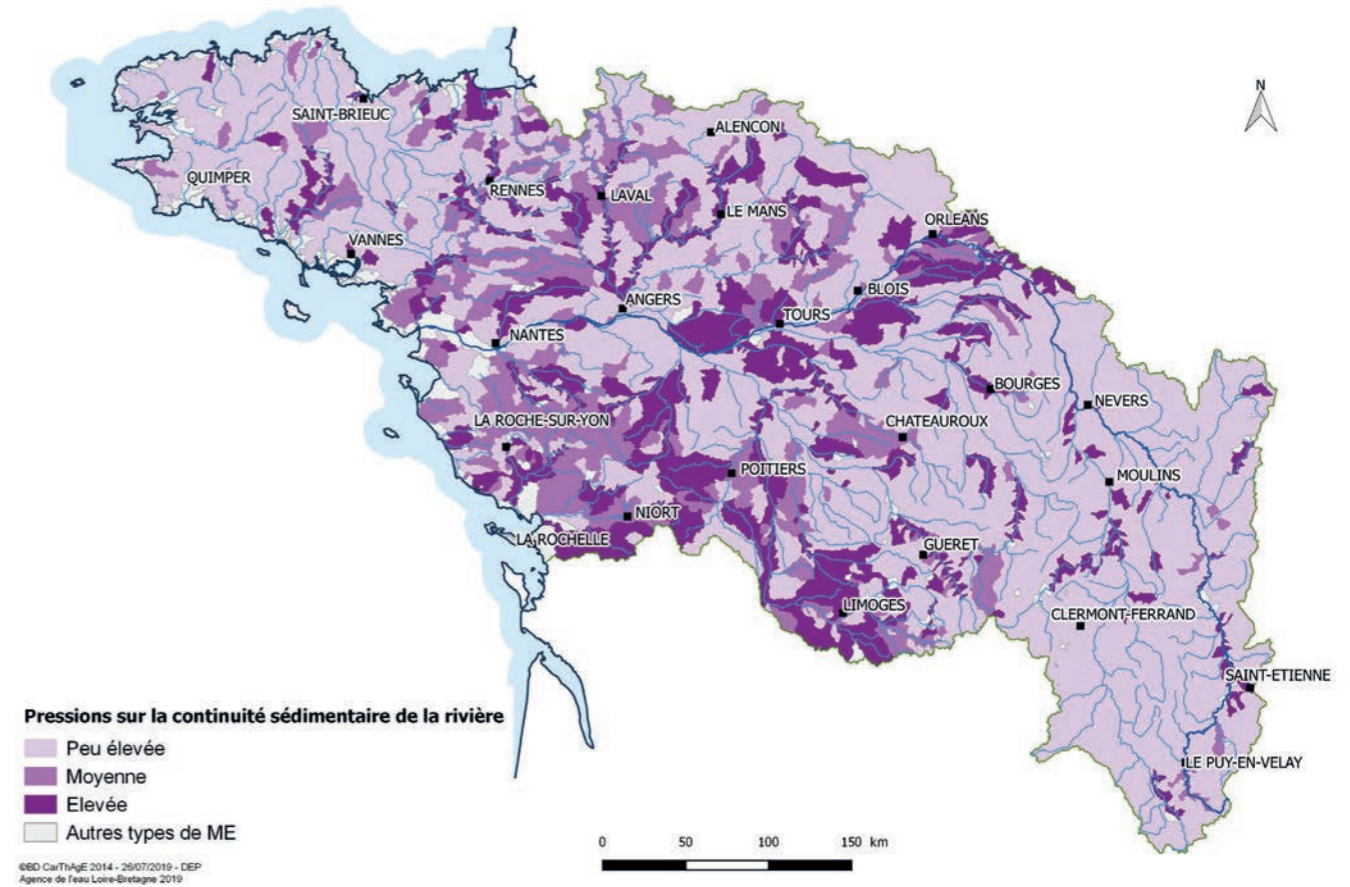 N
SAINT-BRIEUC
ALENCON
QUIMPER
RENNES
LAVAL
LE MANS
ORLEANS
VANNES
BLOIS
ANGERS
TOURS
NANTES
BOURGES
NEVERS
LA ROCHE-SUR-YON
CHATEAUROUX
POITIERS
MOULINS
NIORT
LA ROCHELLE
GUERET
LIMOGES
CLERMONT-FERRAND
SAINT-ETIENNE
LE PUY-EN-VELAY
Pressions sur la continuité sédimentaire de la rivière
Peu élevée
Moyenne
Elevée
Autres types de ME
0 50 100 150 km
©BD CarThAgE 2014 - 26/07/2019 - DEP
Agence de l'eau Loire-Bretagne 2019